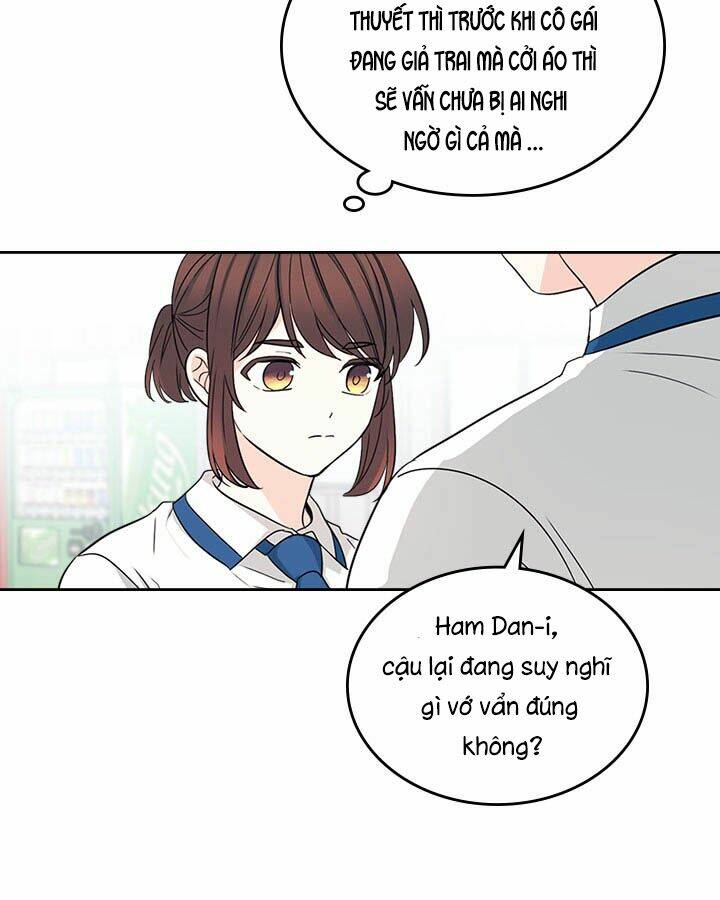 THUYẾT THÌ TRƯỚC KHI CÔ GÁI
ĐANG GIẢ TRAI MÀ CỞI ÁO THÌ
SẼ VẪN CHƯA BỊ AI NGHI
NGỜ GÌ CẢ MÀ ...
Ham Dan-i,
cậu lại đang suy nghĩ
gì vớ vẩn đúng
không?